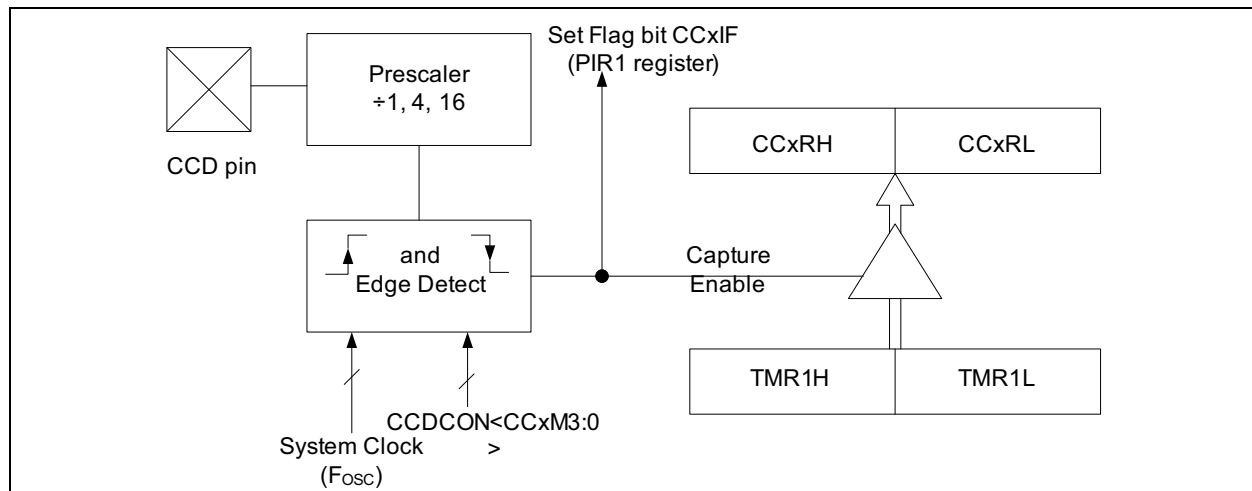 Set Flag bit CCxIF
(PIR1 register)
Prescaler
÷1, 4, 16
CCD pin
CCxRH
CCxRL
and
Edge Detect
Capture
Enable
TMR1H
TMR1L
CCDCON<CCxM3:0
>
System Clock
(FOSC)